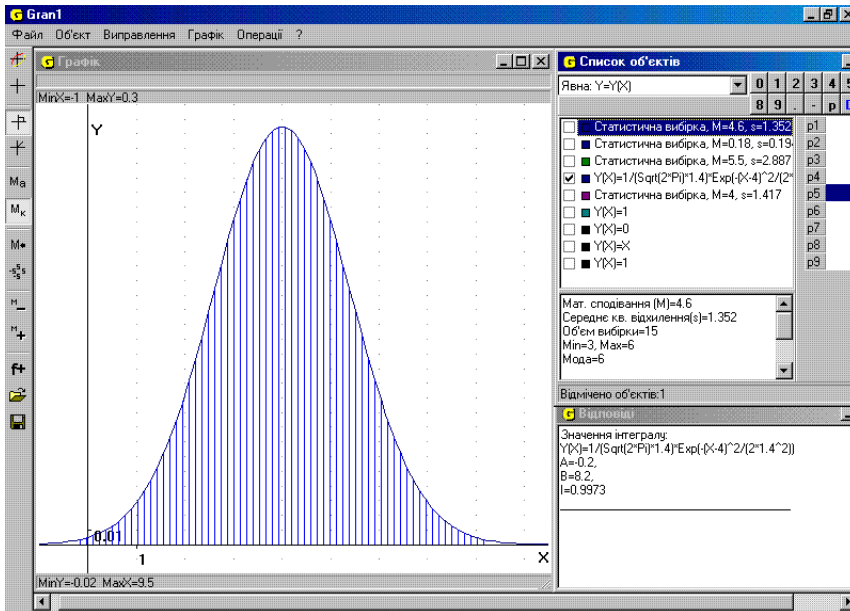 Gran1
Файл Об'єкт Виправлення Графік Операції ?
Графік
MinX=-1 MaxY=0.3
Y
0.01
1
X
MinY=-0.02 MaxX=9.5
Ma
Mк
f+
Список об'єктів
Явна: Y=Y(X)
0 1 2 3 4 5
8 9 . - p
Статистична вибірка, M=4.6, s=1.352
Статистична вибірка, M=0.18, s=0.194
Статистична вибірка, M=5.5, s=2.887
Y(X)=1/(Sqrt(2*Pi)*1.4)*Exp(-(X-4)^2/(2*
Статистична вибірка, M=4, s=1.417
Y(X)=1
Y(X)=0
Y(X)=X
Y(X)=1
p1
p2
p3
p4
p5
p6
p7
p8
p9
Мат. сподівання (M)=4.6
Середнє кв. відхилення(s)=1.352
Об'єм вибірки=15
Min=3, Max=6
Мода=6
Відмічено об'єктів:1
Відповіді
Значення інтегралу:
Y(X)=1/(Sqrt(2*Pi)*1.4)*Exp(-(X-4)^2/(2*1.4^2))
A=-0.2,
B=8.2,
I=0.9973